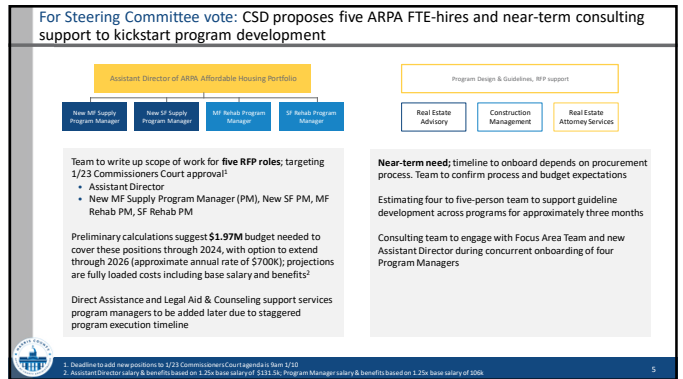 For Steering Committee vote: CSD proposes five ARPA FTE-hires and near-term consulting
support to kickstart program development
Assistant Director of ARPA Affordable Housing Portfolio
New MF Supply
Program Manager
New SF Supply
Program Manager
MF Rehab Program
Manager
SF Rehab Program
Manager
Program Design & Guidelines, RFP support
Real Estate
Advisory
Construction
Management
Real Estate
Attorney Services
Team to write up scope of work for five RFP roles; targeting
1/23 Commissioners Court approval1
• Assistant Director
• New MF Supply Program Manager (PM), New SF PM, MF
Rehab PM, SF Rehab PM
Preliminary calculations suggest $1.97M budget needed to
cover these positions through 2024, with option to extend
through 2026 (approximate annual rate of $700K); projections
are fully loaded costs including base salary and benefits2
Direct Assistance and Legal Aid & Counseling support services
program managers to be added later due to staggered
program execution timeline
Near-term need; timeline to onboard depends on procurement
process. Team to confirm process and budget expectations
Estimating four to five-person team to support guideline
development across programs for approximately three months
Consulting team to engage with Focus Area Team and new
Assistant Director during concurrent onboarding of four
Program Managers
HARRIS COUNTY
1. Deadline to add new positions to 1/23 Commissioners Court agenda is 9am 1/10
2. Assistant Director salary & benefits based on 1.25x base salary of $131.5k; Program Manager salary & benefits based on 1.25x base salary of 106k
5